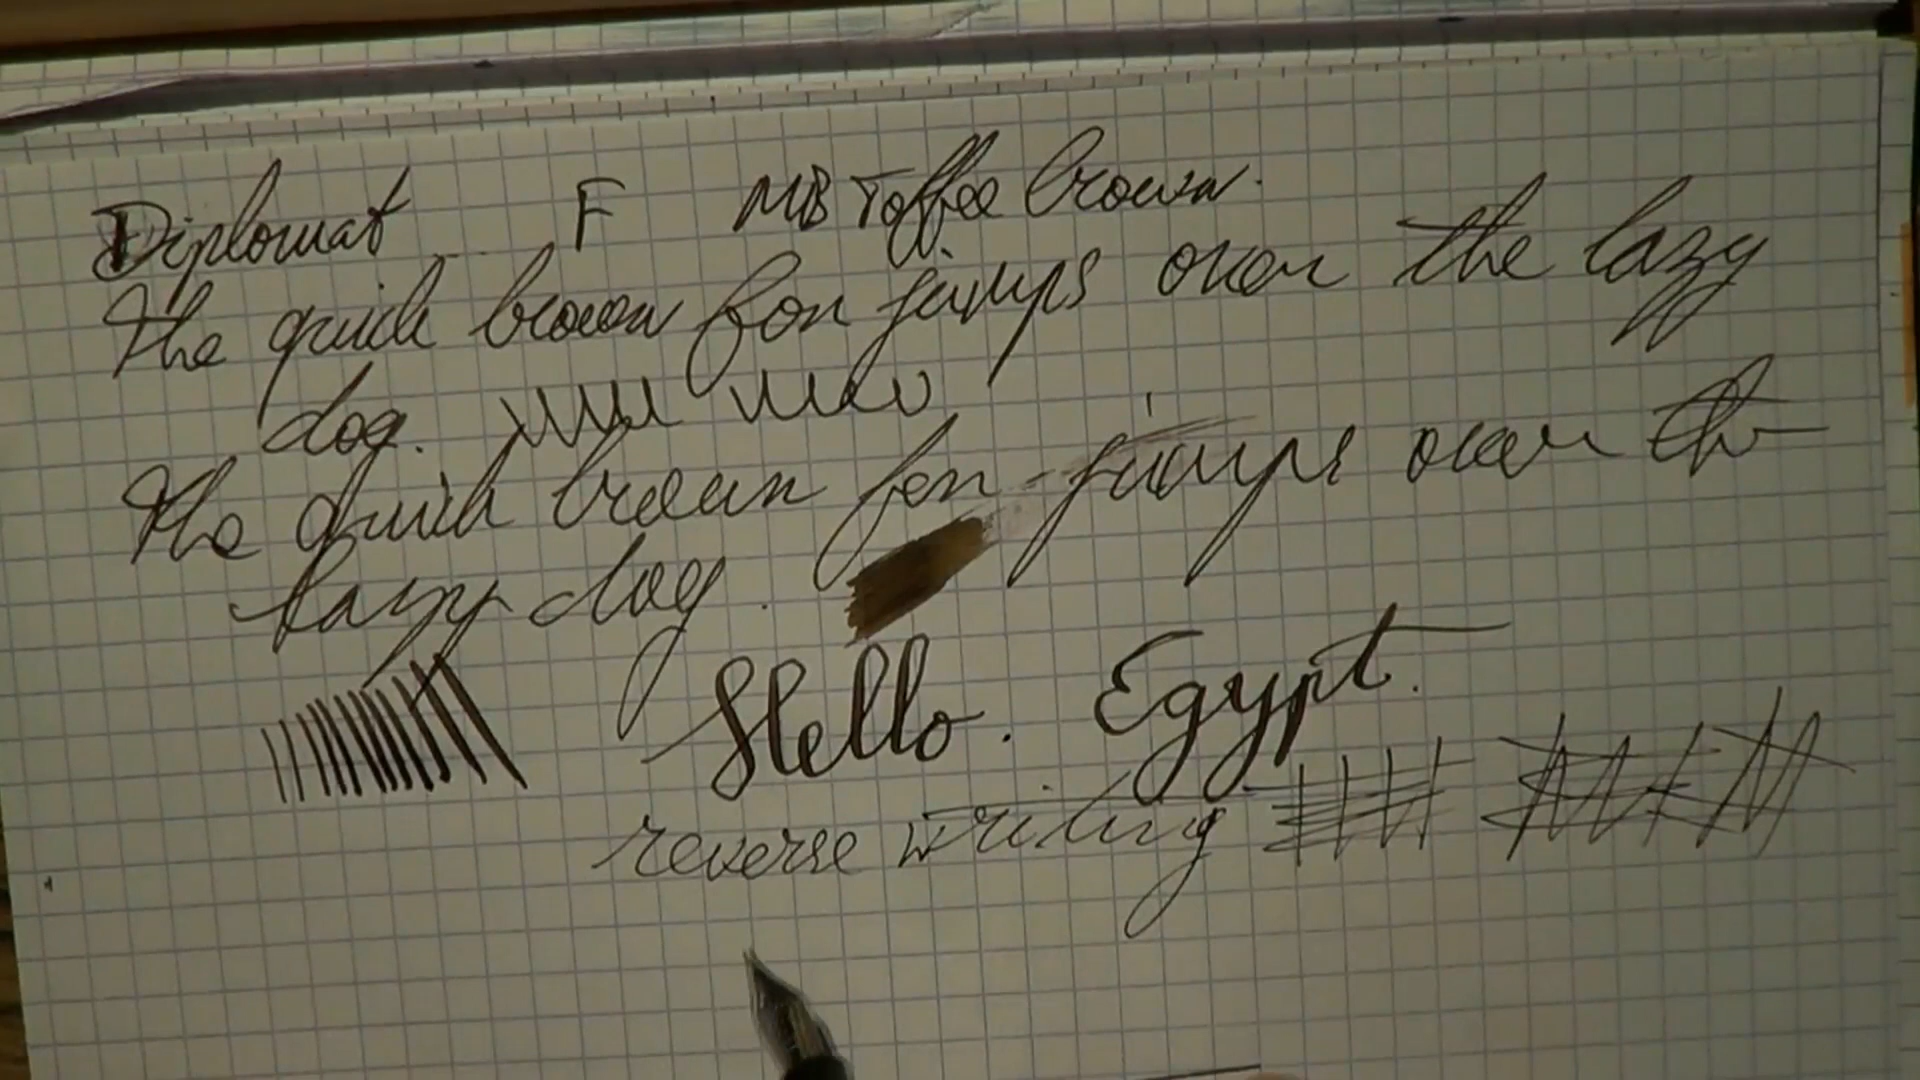 Diplomat F MB Toffee brown.
The quick brown fox jumps over the lazy
dog.
The quick brown fox jumps over the
lazy dog.
Hello. Egypt.
reverse writing